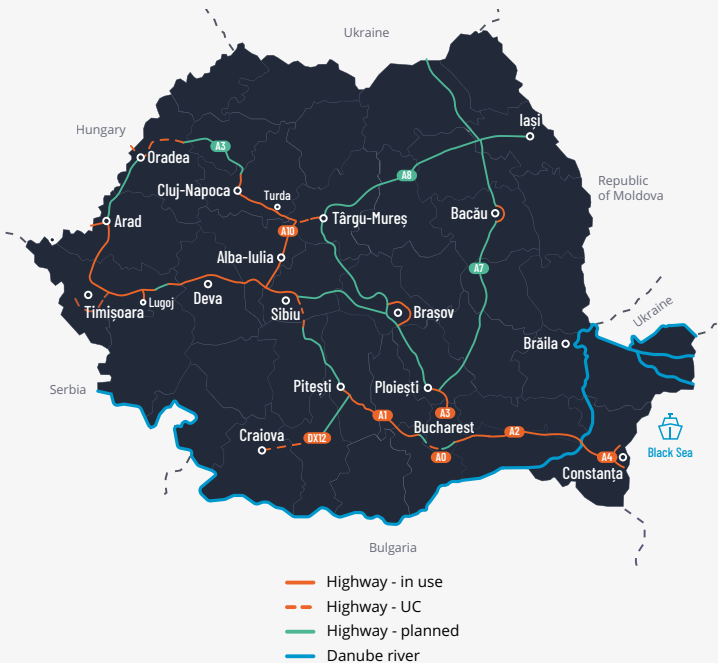 Ukraine
Iași
Hungary
Oradea
A3
A8
Republic
of Moldova
Cluj-Napoca
Turda
Arad
Târgu-Mureș
Bacău
A10
Alba-Iulia
A7
Deva
Lugoj
Timișoara
Sibiu
Brașov
Ukraine
Brăila
Serbia
Pitești
Ploiești
A1
A3
Bucharest
Craiova
DX12
A2
A0
A4
Constanța
Black Sea
Bulgaria
Highway - in use
Highway - UC
Highway - planned
Danube river